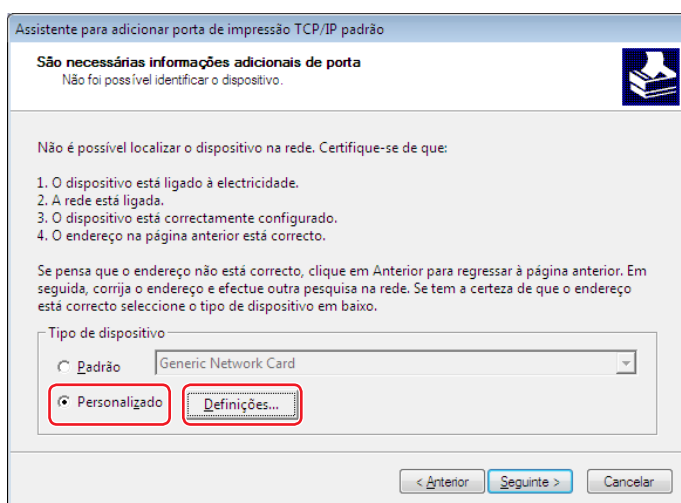 Assistente para adicionar porta de impressão TCP/IP padrão
São necessárias informações adicionais de porta
Não foi possível identificar o dispositivo.
Não é possível localizar o dispositivo na rede. Certifique-se de que:
1. O dispositivo está ligado à electricidade.
2. A rede está ligada.
3. O dispositivo está correctamente configurado.
4. O endereço na página anterior está correcto.
Se pensa que o endereço não está correcto, clique em Anterior para regressar à página anterior. Em
seguida, corrija o endereço e efectue outra pesquisa na rede. Se tem a certeza de que o endereço
está correcto seleccione o tipo de dispositivo em baixo.
Tipo de dispositivo
Padrão Generic Network Card
Personalizado Definições...
< Anterior Seguinte > Cancelar